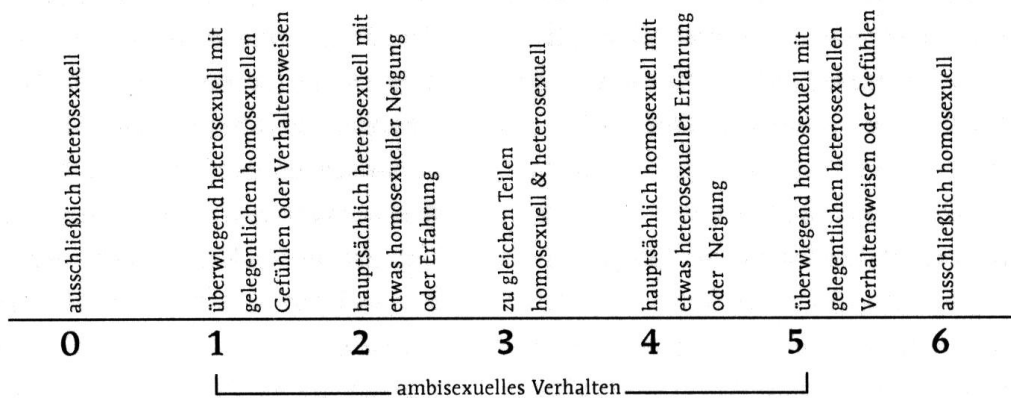 ausschließlich heterosexuell
überwiegend heterosexuell mit
gelegentlichen homosexuellen
Gefühlen oder Verhaltensweisen
hauptsächlich heterosexuell mit
etwas homosexueller Neigung
oder Erfahrung
zu gleichen Teilen
homosexuell & heterosexuell
hauptsächlich homosexuell mit
etwas heterosexueller Erfahrung
oder Neigung
überwiegend homosexuell mit
gelegentlichen heterosexuellen
Verhaltensweisen oder Gefühlen
ausschließlich homosexuell
0 1 2 3 4 5 6
ambisexuelles Verhalten